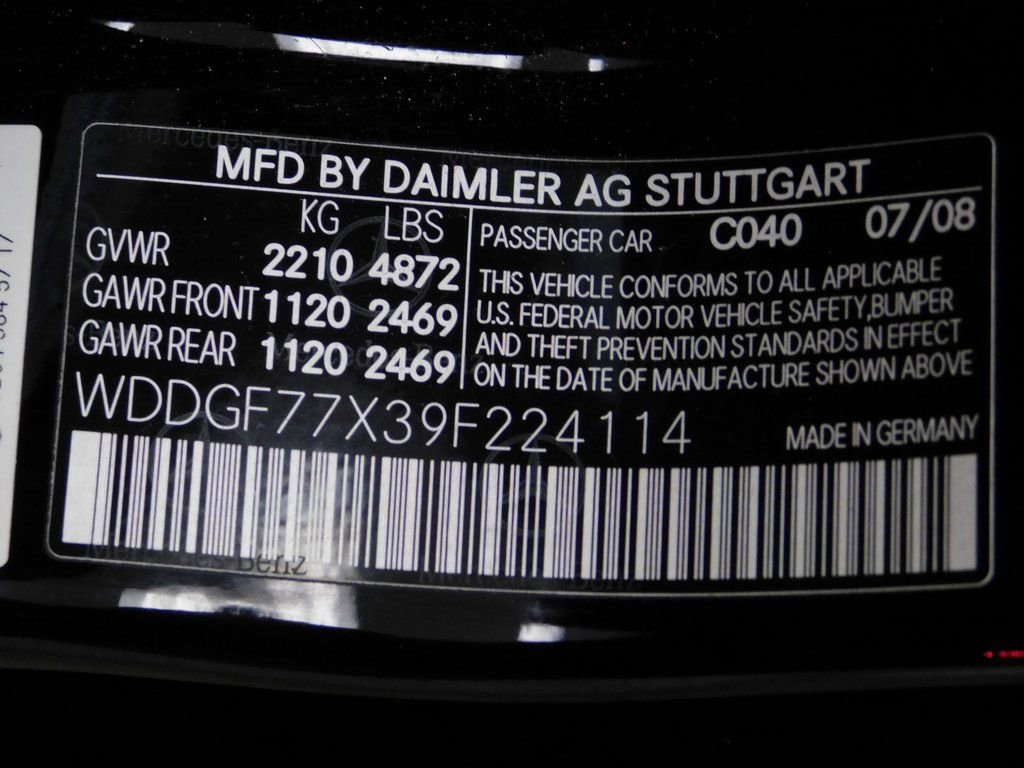 MFD BY DAIMLER AG STUTTGART
KG LBS
GVWR 2210 4872
GAWR FRONT 1120 2469
GAWR REAR 1120 2469
PASSENGER CAR C040 07/08
THIS VEHICLE CONFORMS TO ALL APPLICABLE
U.S. FEDERAL MOTOR VEHICLE SAFETY,BUMPER
AND THEFT PREVENTION STANDARDS IN EFFECT
ON THE DATE OF MANUFACTURE SHOWN ABOVE
WDDGF77X39F224114
MADE IN GERMANY
Mercedes-Benz